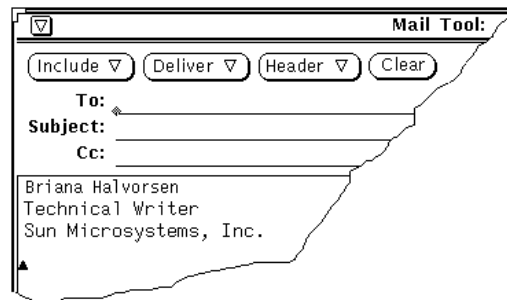 Mail Tool:
Include Deliver Header Clear
To:
Subject:
Cc:
Briana Halvorsen
Technical Writer
Sun Microsystems, Inc.